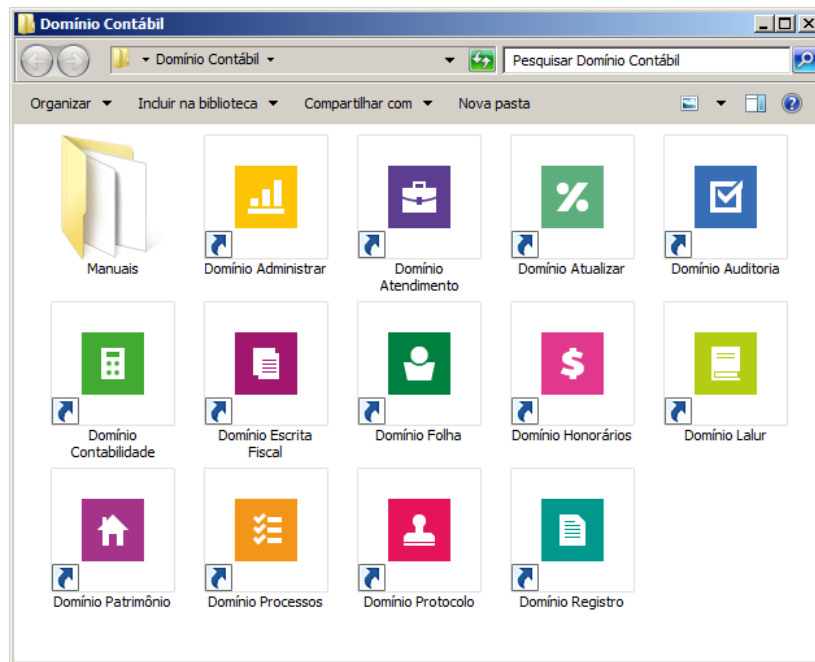 Domínio Contábil
Domínio Contábil
Pesquisar Domínio Contábil
Organizar
Incluir na biblioteca
Compartilhar com
Nova pasta
Manuais
Domínio Administrar
Domínio
Atendimento
Domínio Atualizar
Domínio Auditoria
Domínio
Contabilidade
Domínio Escrita
Fiscal
Domínio Folha
Domínio Honorários
Domínio Lalur
Domínio Patrimônio
Domínio Processos
Domínio Protocolo
Domínio Registro